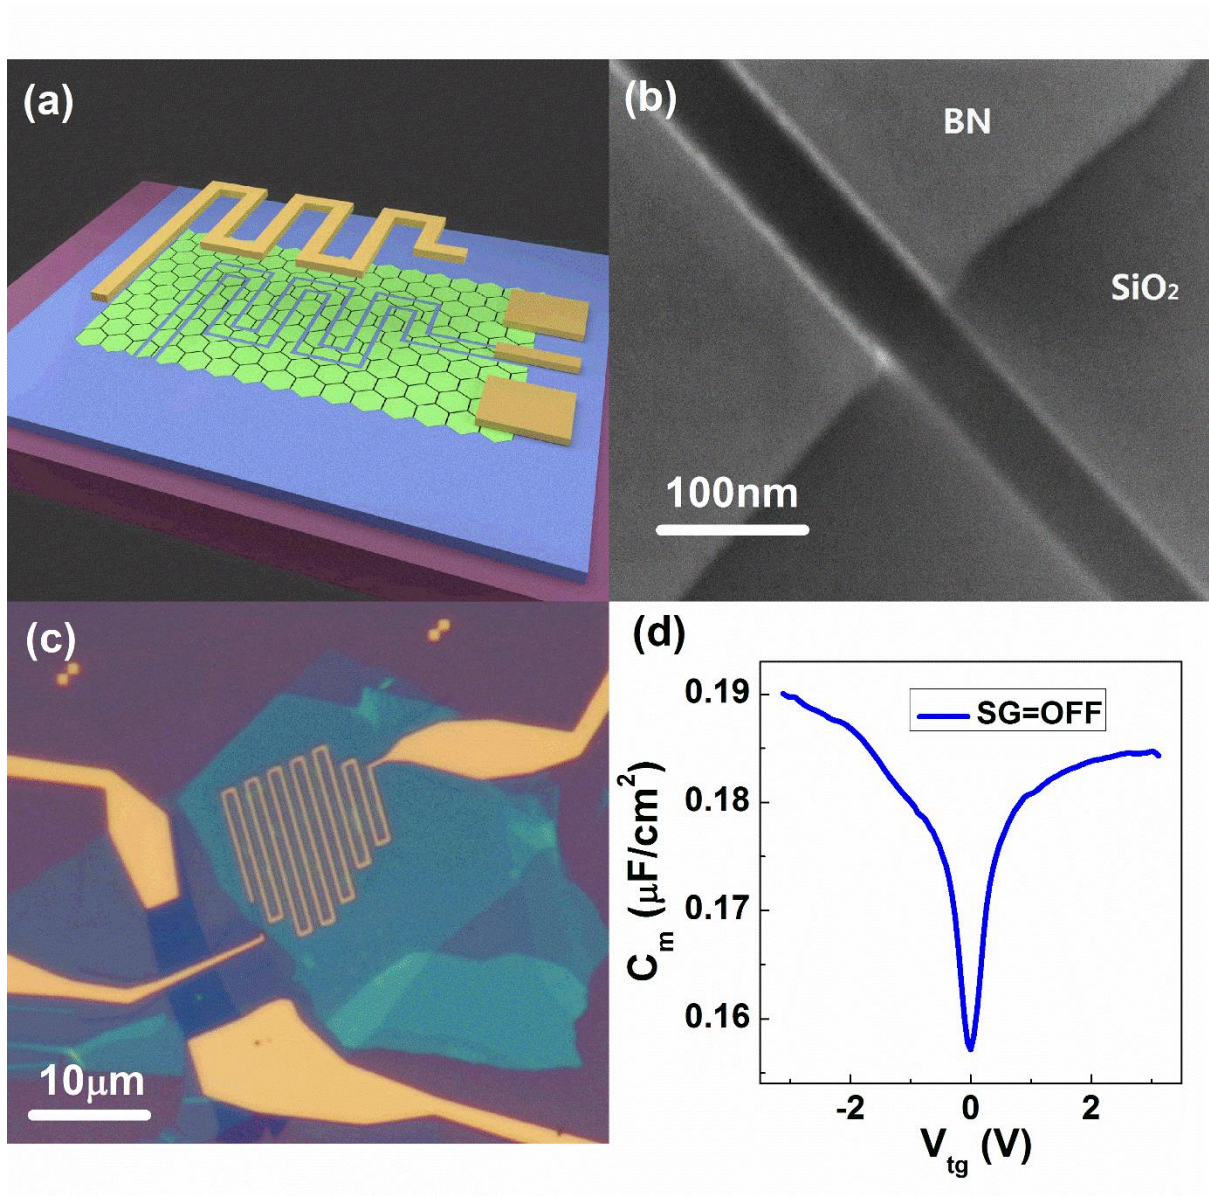 (a)
(b)
BN
SiO₂
100nm
(c)
10μm
(d)
SG=OFF
0.19
0.18
0.17
0.16
Cₘ (μF/cm²)
-2 0 2
V_tg (V)